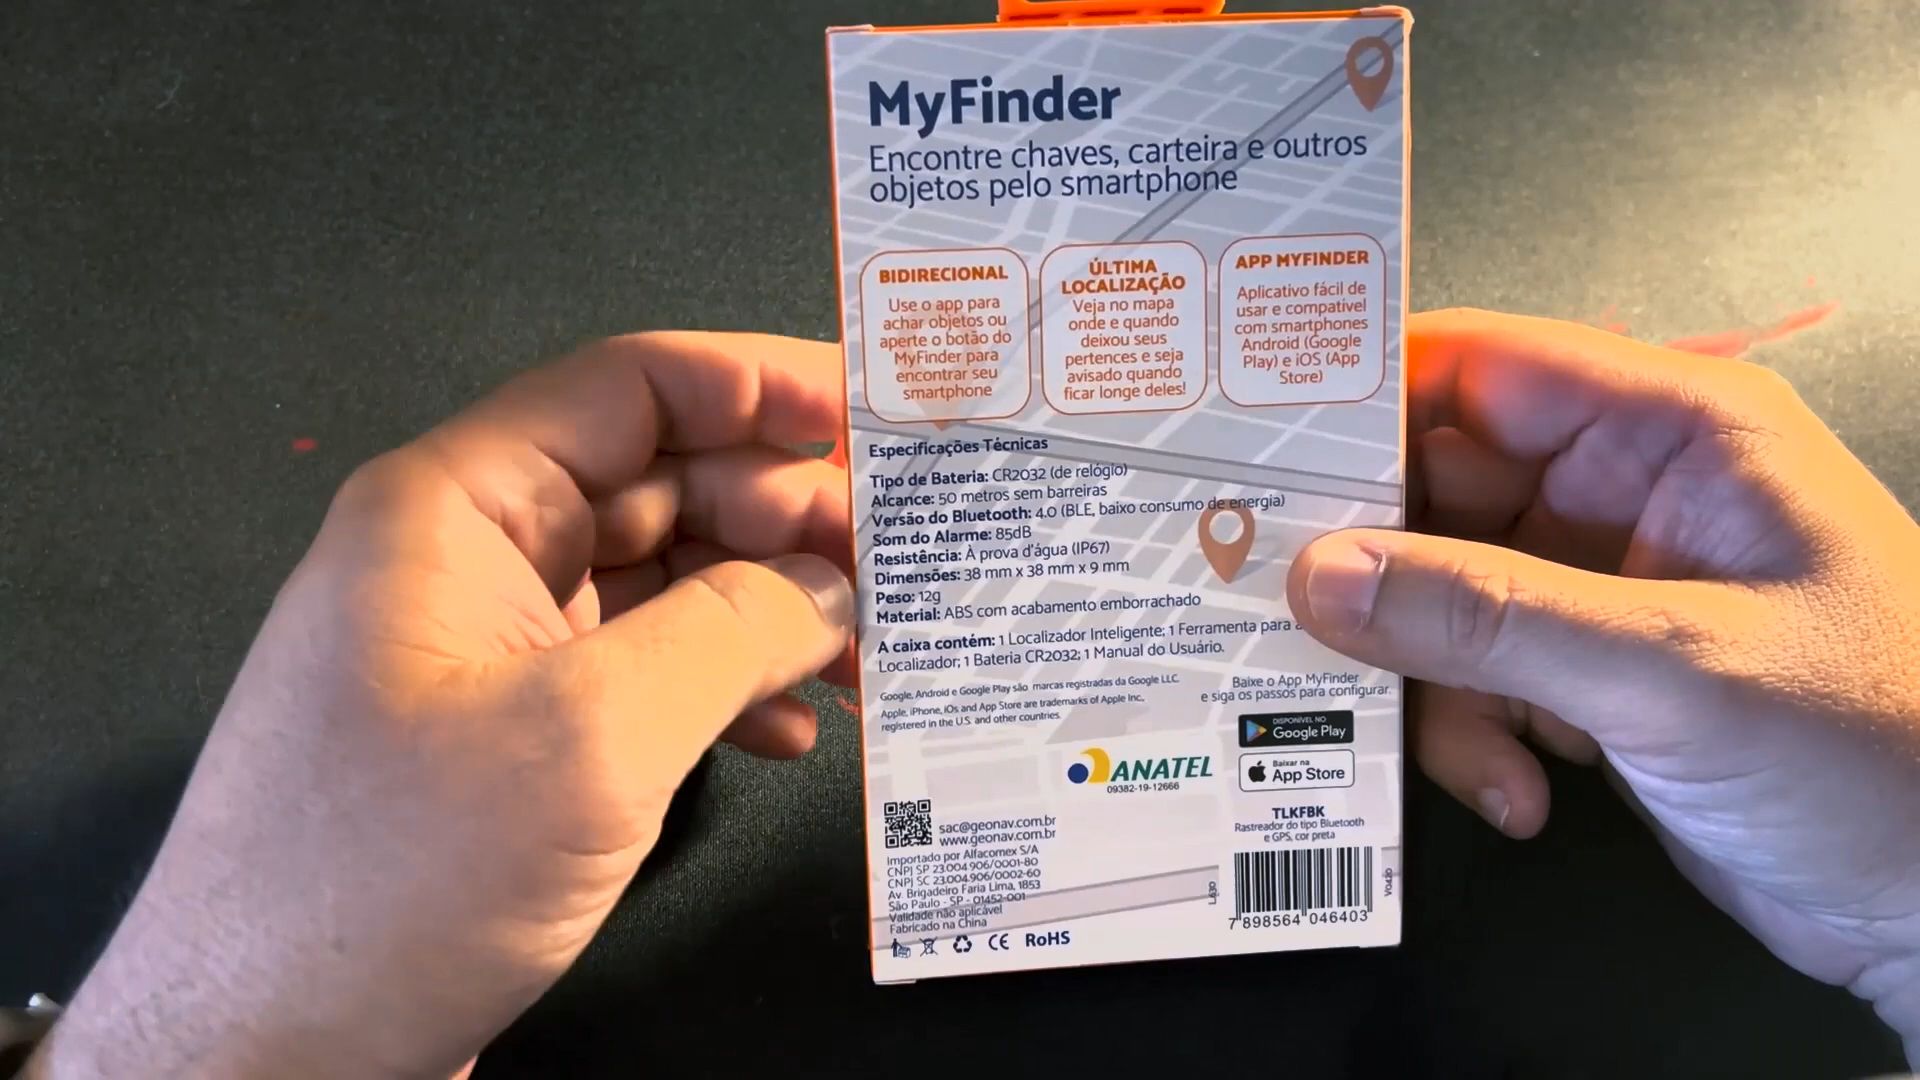 MyFinder
Encontre chaves, carteira e outros
objetos pelo smartphone
BIDIRECIONAL
Use o app para
achar objetos ou
aperte o botão do
MyFinder para
encontrar seu
smartphone
ÚLTIMA
LOCALIZAÇÃO
Veja no mapa
onde e quando
deixou seus
pertences e seja
avisado quando
ficar longe deles!
APP MYFINDER
Aplicativo fácil de
usar e compatível
com smartphones
Android (Google
Play) e iOS (App
Store)
Especificações Técnicas
Tipo de Bateria: CR2032 (de relógio)
Alcance: 50 metros sem barreiras
Versão do Bluetooth: 4.0 (BLE, baixo consumo de energia)
Som do Alarme: 85dB
Resistência: À prova d'água (IP67)
Dimensões: 38 mm x 38 mm x 9 mm
Peso: 12g
Material: ABS com acabamento emborrachado
A caixa contém: 1 Localizador Inteligente; 1 Ferramenta para
Localizador; 1 Bateria CR2032; 1 Manual do Usuário.
Google, Android e Google Play são marcas registradas da Google LLC.
Apple, iPhone, iOs and App Store are trademarks of Apple Inc.,
registered in the U.S. and other countries.
Baixe o App MyFinder
e siga os passos para configurar.
DISPONÍVEL NO
Google Play
Baixar na
App Store
ANATEL
09382-19-12666
TLKFBK
Rastreador do tipo Bluetooth
e GPS, cor preta
7 898564 046403
L630
V0420
sac@geonav.com.br
www.geonav.com.br
Importado por Alfacomex S/A
CNPJ SP 23.004.906/0001-80
CNPJ SC 23.004.906/0002-60
Av. Brigadeiro Faria Lima, 1853
São Paulo - SP - 01452-001
Validade não aplicável
Fabricado na China
CE RoHS